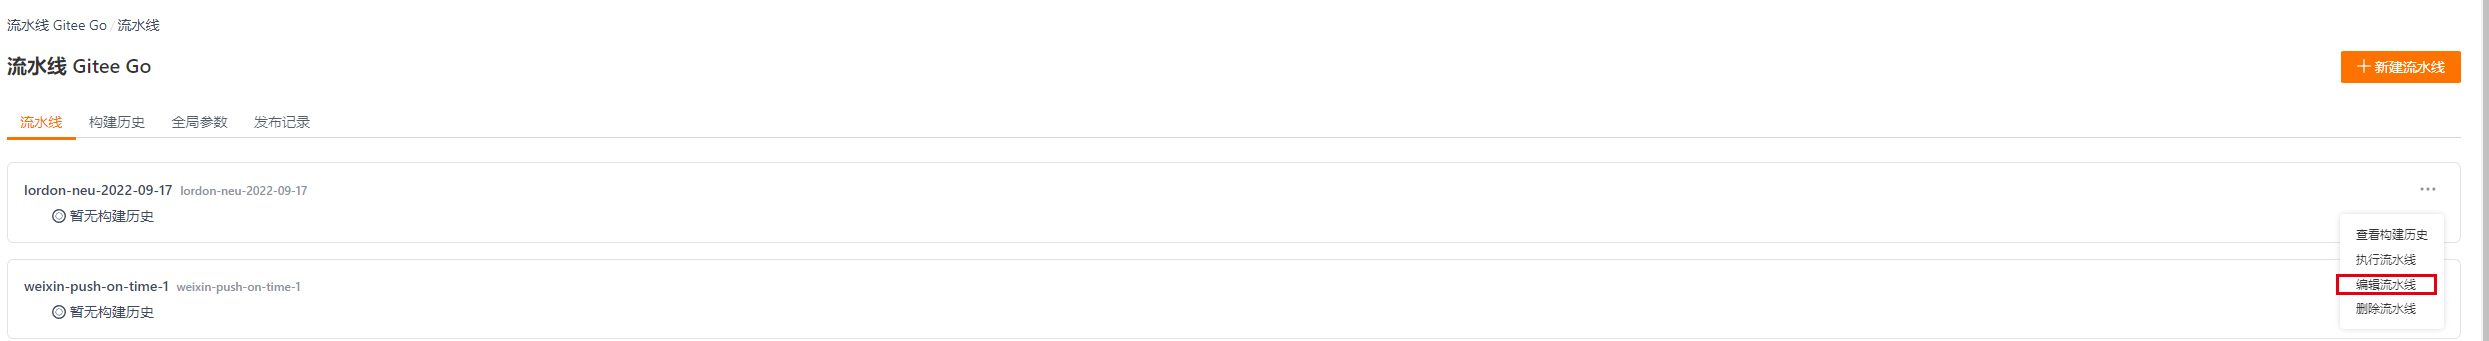 流水线 Gitee Go / 流水线
流水线 Gitee Go
新建流水线
流水线 构建历史 全局参数 发布记录
lordon-neu-2022-09-17 lordon-neu-2022-09-17
暂无构建历史
weixin-push-on-time-1 weixin-push-on-time-1
暂无构建历史
查看构建历史
执行流水线
编辑流水线
删除流水线